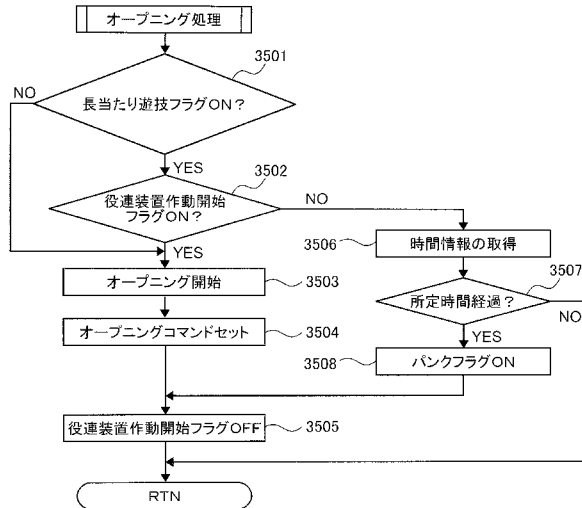 オープニング処理
3501
長当たり遊技フラグON？
NO
YES
3502
役連装置作動開始
フラグON？
NO
YES
3506
時間情報の取得
3503
オープニング開始
3507
所定時間経過？
NO
YES
3504
オープニングコマンドセット
3508
パンクフラグON
役連装置作動開始フラグOFF
3505
RTN